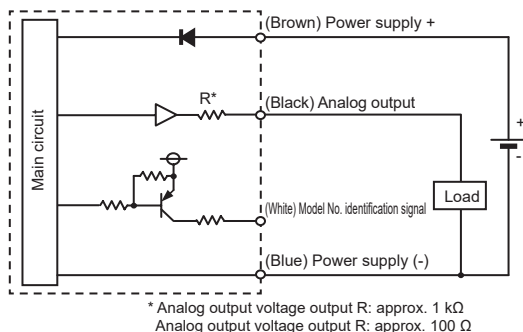 (Brown) Power supply +
R*
(Black) Analog output
Main circuit
+
-
Load
(White) Model No. identification signal
(Blue) Power supply (-)
* Analog output voltage output R: approx. 1 kΩ
Analog output voltage output R: approx. 100 Ω